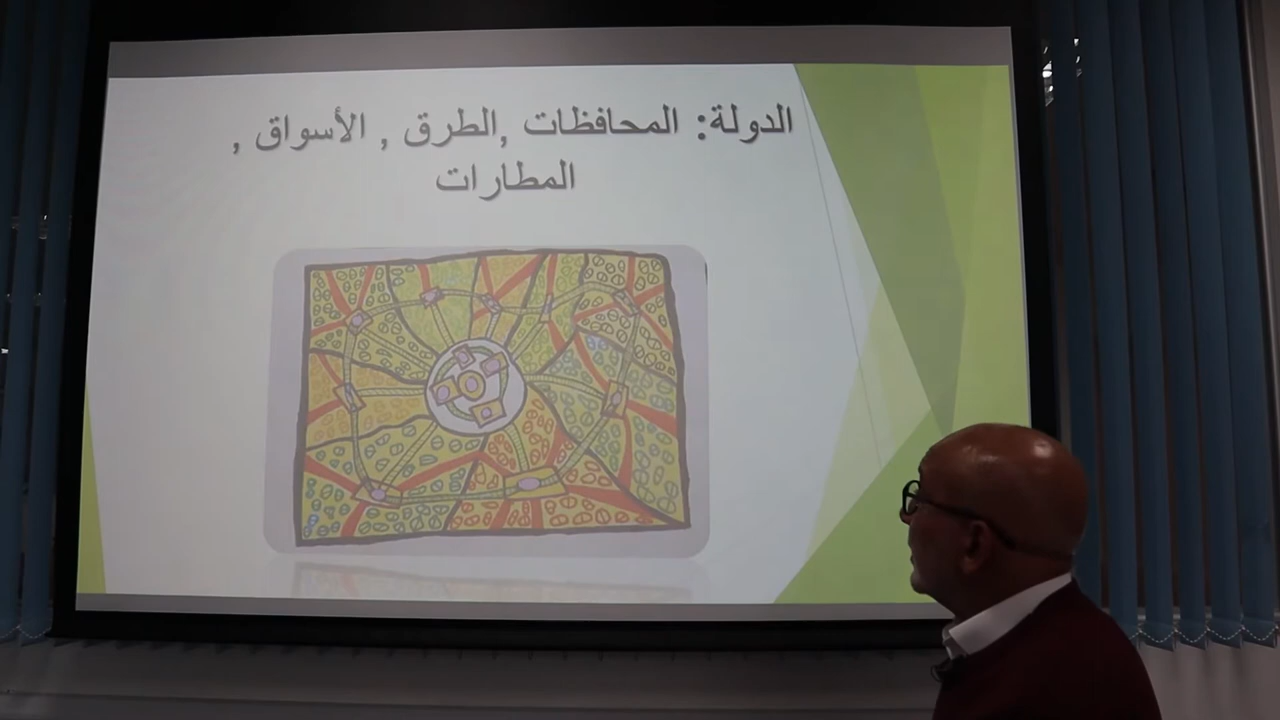 الدولة: المحافظات ,الطرق , الأسواق ,
المطارات